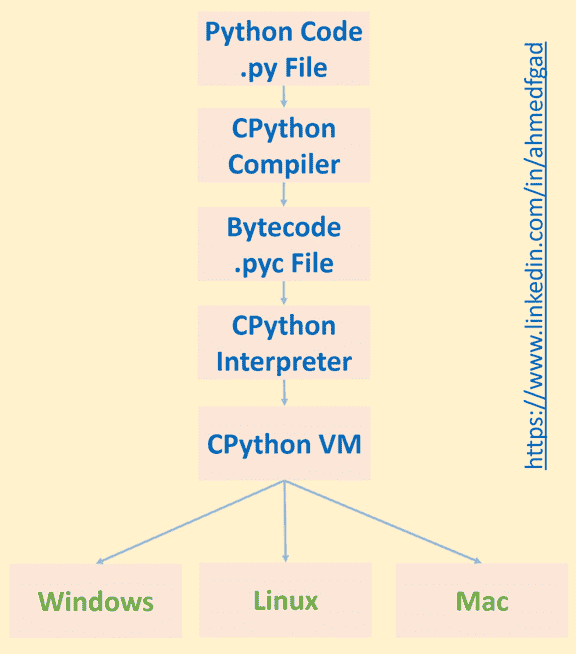 Python Code
.py File
CPython
Compiler
Bytecode
.pyc File
CPython
Interpreter
CPython VM
Windows
Linux
Mac
https://www.linkedin.com/in/ahmedfgad